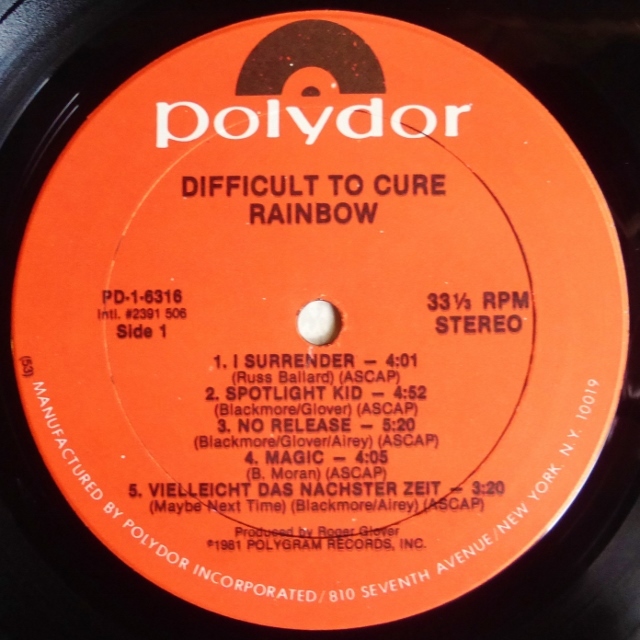 polydor
DIFFICULT TO CURE
RAINBOW
PD-1-6316
Intl. #2391 506
Side 1
33⅓ RPM
STEREO
1. I SURRENDER — 4:01
(Russ Ballard) (ASCAP)
2. SPOTLIGHT KID — 4:52
(Blackmore/Glover) (ASCAP)
3. NO RELEASE — 5:20
(Blackmore/Glover/Airey) (ASCAP)
4. MAGIC — 4:05
(B. Moran) (ASCAP)
5. VIELLEICHT DAS NACHSTER ZEIT — 3:20
(Maybe Next Time) (Blackmore/Airey) (ASCAP)
Produced by Roger Glover
℗1981 POLYGRAM RECORDS, INC.
(53) MANUFACTURED BY POLYDOR INCORPORATED/810 SEVENTH AVENUE/NEW YORK. N.Y. 10019